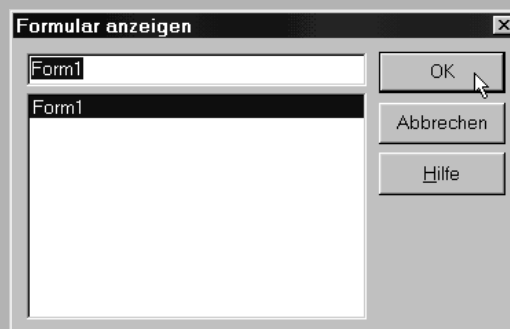 Formular anzeigen
Form1
OK
Form1
Abbrechen
Hilfe